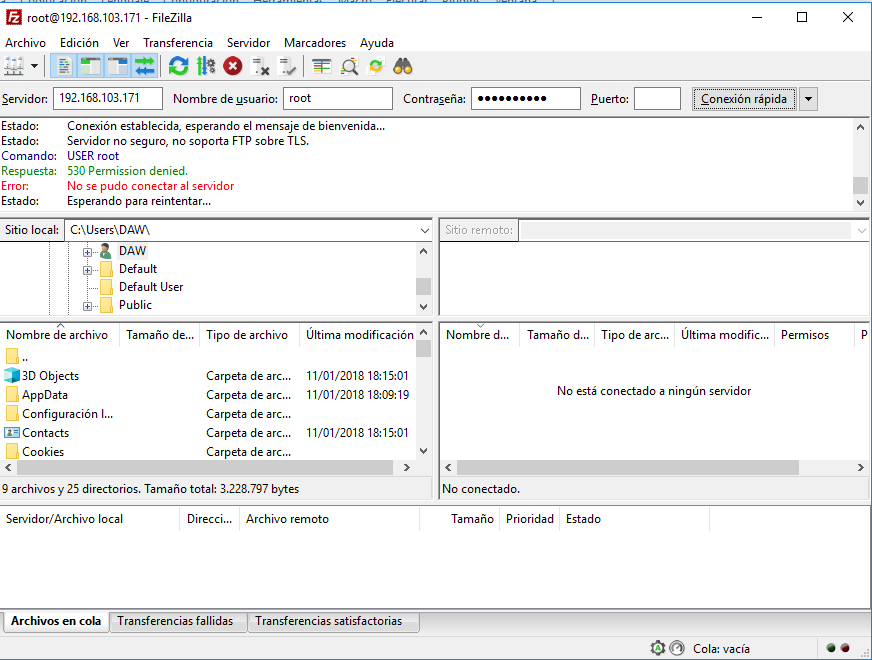 root@192.168.103.171 - FileZilla
Archivo Edición Ver Transferencia Servidor Marcadores Ayuda
Servidor: 192.168.103.171 Nombre de usuario: root Contraseña: ●●●●●●●●●● Puerto: Conexión rápida
Estado: Conexión establecida, esperando el mensaje de bienvenida...
Estado: Servidor no seguro, no soporta FTP sobre TLS.
Comando: USER root
Respuesta: 530 Permission denied.
Error: No se pudo conectar al servidor
Estado: Esperando para reintentar...
Sitio local: C:\Users\DAW\
Sitio remoto:
DAW
Default
Default User
Public
Nombre de archivo Tamaño de... Tipo de archivo Última modificación
..
3D Objects Carpeta de arc... 11/01/2018 18:15:01
AppData Carpeta de arc... 11/01/2018 18:09:19
Configuración l... Carpeta de arc...
Contacts Carpeta de arc... 11/01/2018 18:15:01
Cookies Carpeta de arc...
9 archivos y 25 directorios. Tamaño total: 3.228.797 bytes
Nombre d... Tamaño d... Tipo de arc... Última modific... Permisos P
No está conectado a ningún servidor
No conectado.
Servidor/Archivo local Direcci... Archivo remoto Tamaño Prioridad Estado
Archivos en cola Transferencias fallidas Transferencias satisfactorias
Cola: vacía